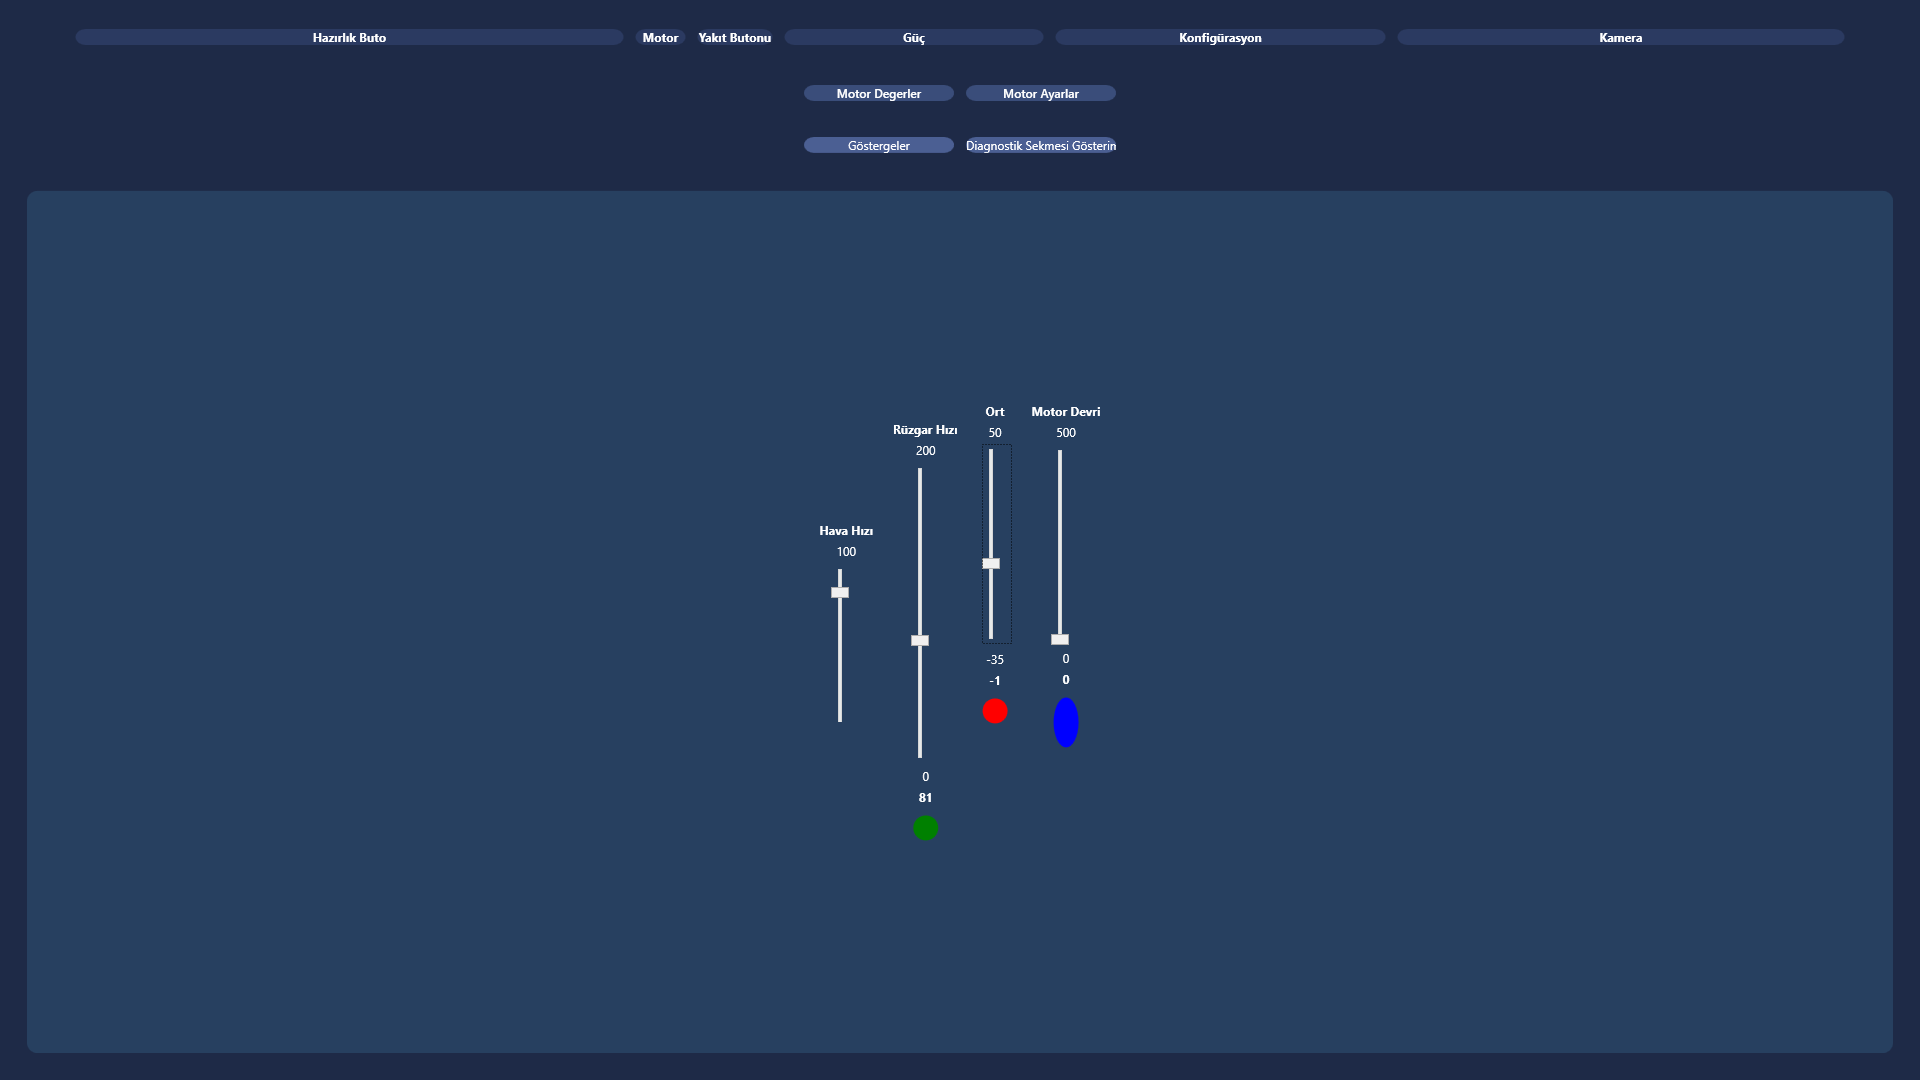 Hazırlık Buto
Motor
Yakıt Butonu
Güç
Konfigürasyon
Kamera
Motor Degerler
Motor Ayarlar
Göstergeler
Diagnostik Sekmesi Gösterin
Hava Hızı
100
Rüzgar Hızı
200
0
81
Ort
50
-35
-1
Motor Devri
500
0
0